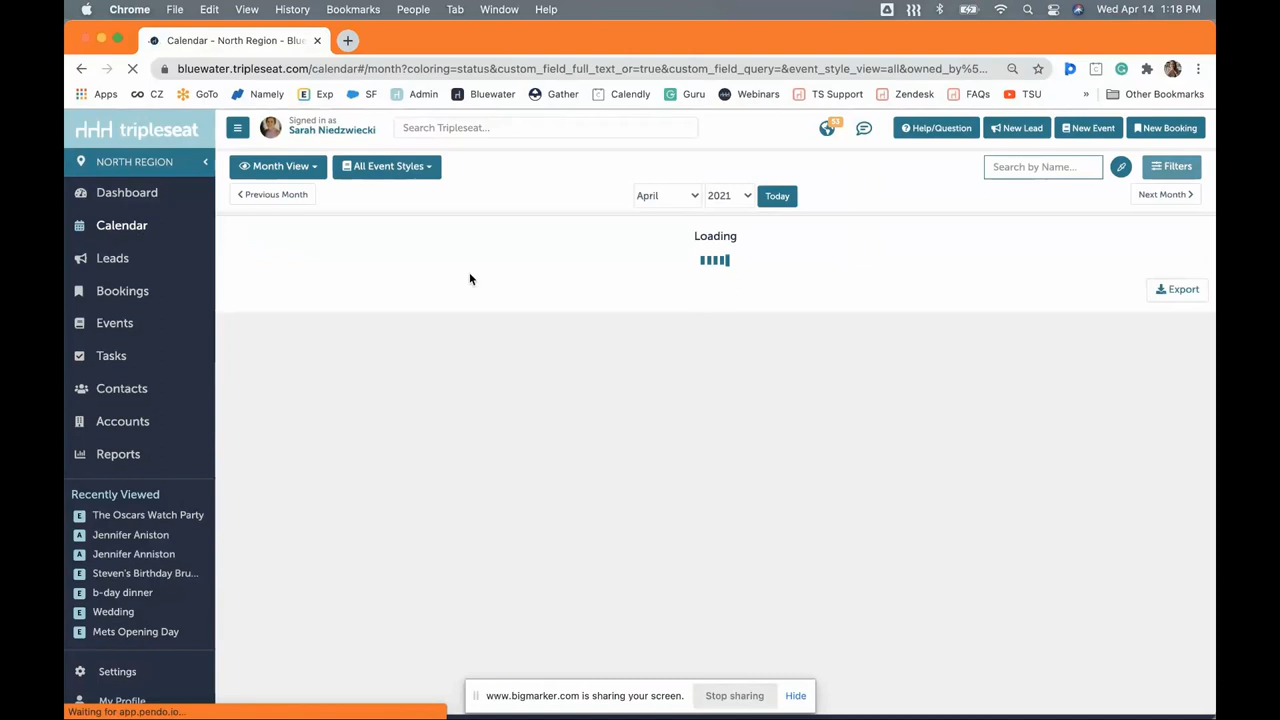 Chrome File Edit View History Bookmarks People Tab Window Help Wed Apr 14 1:18 PM
Calendar - North Region - Blue
bluewater.tripleseat.com/calendar#/month?coloring=status&custom_field_full_text_or=true&custom_field_query=&event_style_view=all&owned_by%5...
Apps CZ GoTo Namely Exp SF Admin Bluewater Gather Calendly Guru Webinars TS Support Zendesk FAQs TSU » Other Bookmarks
tripleseat Signed in as Sarah Niedzwiecki Search Tripleseat... 53 Help/Question New Lead New Event New Booking
NORTH REGION Month View All Event Styles Search by Name... Filters
Previous Month April 2021 Today Next Month
Dashboard
Calendar
Loading
Leads
Export
Bookings
Events
Tasks
Contacts
Accounts
Reports
Recently Viewed
E The Oscars Watch Party
A Jennifer Aniston
A Jennifer Anniston
E Steven's Birthday Bru...
E b-day dinner
E Wedding
E Mets Opening Day
Settings
My Profile
www.bigmarker.com is sharing your screen. Stop sharing Hide
Waiting for app.pendo.io...